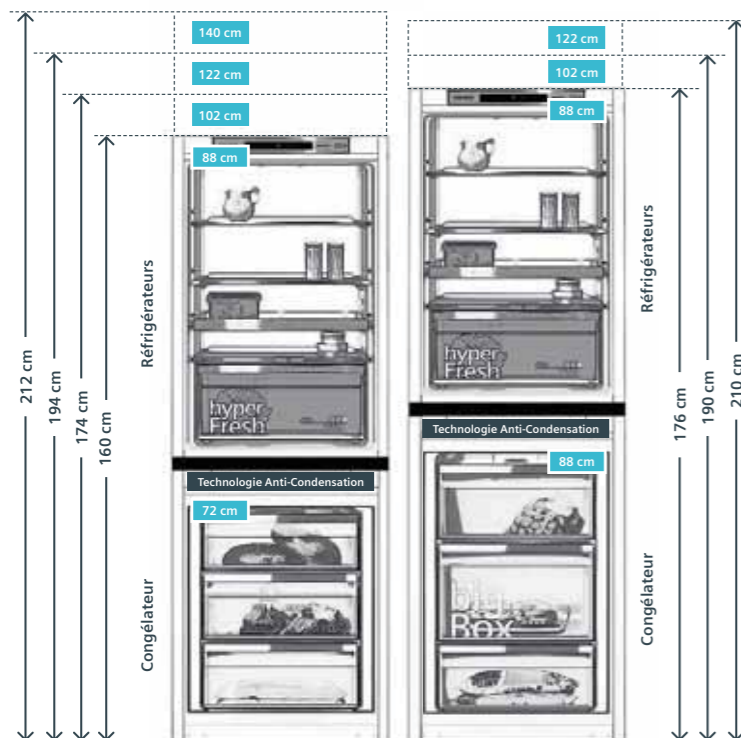 140 cm
122 cm
102 cm
88 cm
122 cm
102 cm
88 cm
212 cm
194 cm
174 cm
160 cm
Réfrigérateurs
Réfrigérateurs
176 cm
190 cm
210 cm
hyper
Fresh
hyper
Fresh
Technologie Anti-Condensation
Technologie Anti-Condensation
72 cm
88 cm
Congélateur
Congélateur
big
Box